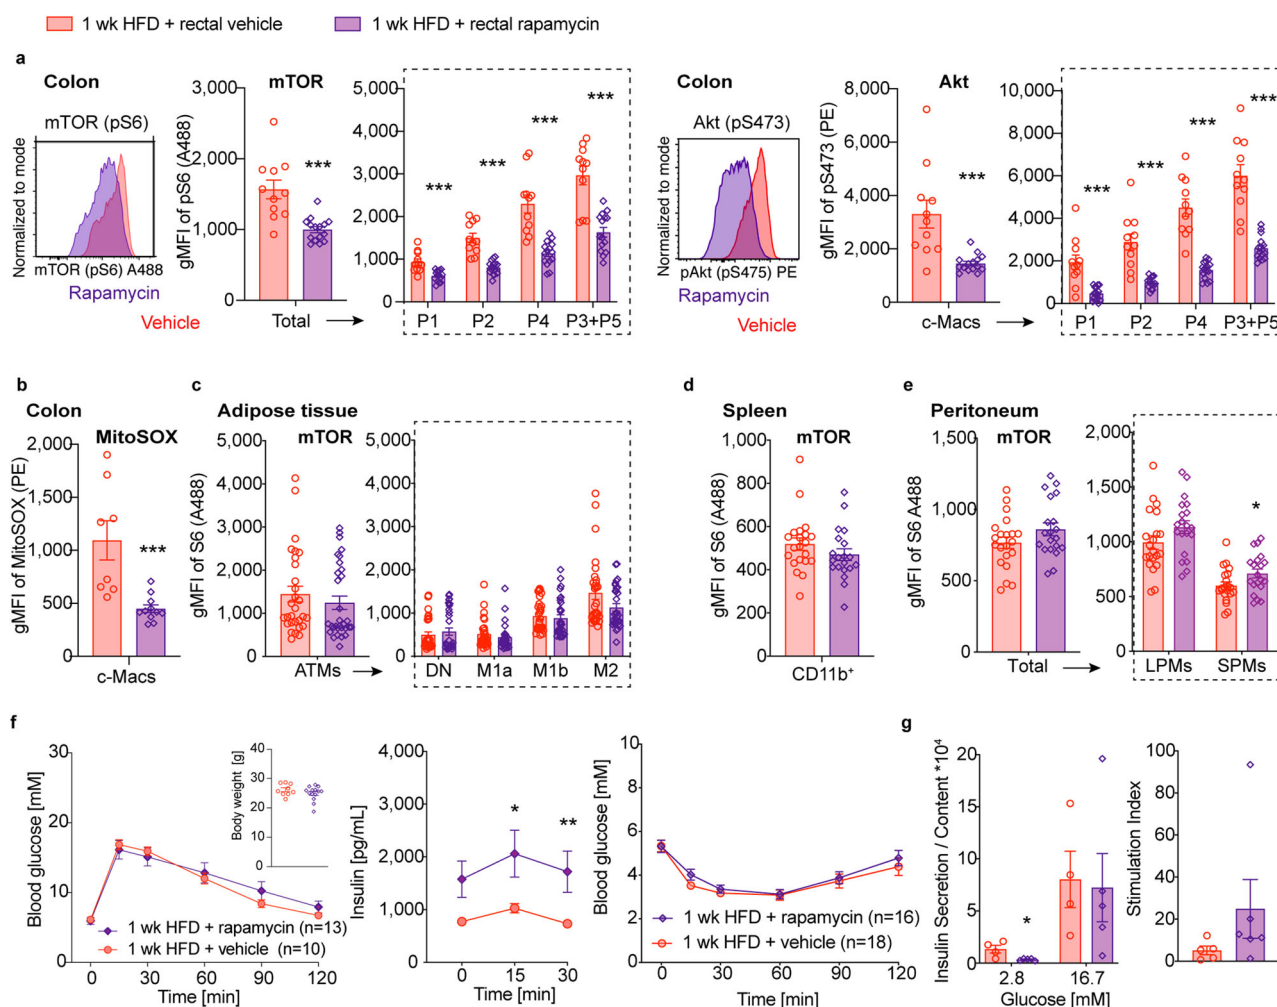 1 wk HFD + rectal vehicle
1 wk HFD + rectal rapamycin
a
Colon
mTOR (pS6)
Normalized to mode
mTOR (pS6) A488
Rapamycin
Vehicle
mTOR
gMFI of pS6 (A488)
3,000
2,000
1,000
0
***
Total
5,000
4,000
3,000
2,000
1,000
0
***
***
***
***
P1
P2
P4
P3+P5
Colon
Akt (pS473)
Normalized to mode
pAkt (pS475) PE
Rapamycin
Vehicle
Akt
gMFI of pS473 (PE)
8,000
6,000
4,000
2,000
0
***
c-Macs
10,000
8,000
6,000
4,000
2,000
0
***
***
***
***
P1
P2
P4
P3+P5
b
Colon
MitoSOX
gMFI of MitoSOX (PE)
2,000
1,500
1,000
500
0
***
c-Macs
c
Adipose tissue
mTOR
gMFI of S6 (A488)
5,000
4,000
3,000
2,000
1,000
0
ATMs
5,000
4,000
3,000
2,000
1,000
0
DN
M1a
M1b
M2
d
Spleen
mTOR
gMFI of S6 (A488)
1,000
800
600
400
200
0
CD11b⁺
e
Peritoneum
mTOR
gMFI of S6 A488
1,500
1,000
500
0
Total
2,000
1,500
1,000
500
0
*
LPMs
SPMs
f
Blood glucose [mM]
30
20
10
0
Body weight [g]
40
30
20
10
0
1 wk HFD + rapamycin (n=13)
1 wk HFD + vehicle (n=10)
0
30
60
90
120
Time [min]
Insulin [pg/mL]
4,000
3,000
2,000
1,000
0
*
**
0
15
30
Time [min]
Blood glucose [mM]
10
8
6
4
2
0
1 wk HFD + rapamycin (n=16)
1 wk HFD + vehicle (n=18)
0
30
60
90
120
Time [min]
g
Insulin Secretion / Content *10⁴
20
15
10
5
0
*
2.8
16.7
Glucose [mM]
Stimulation Index
100
80
60
40
20
0